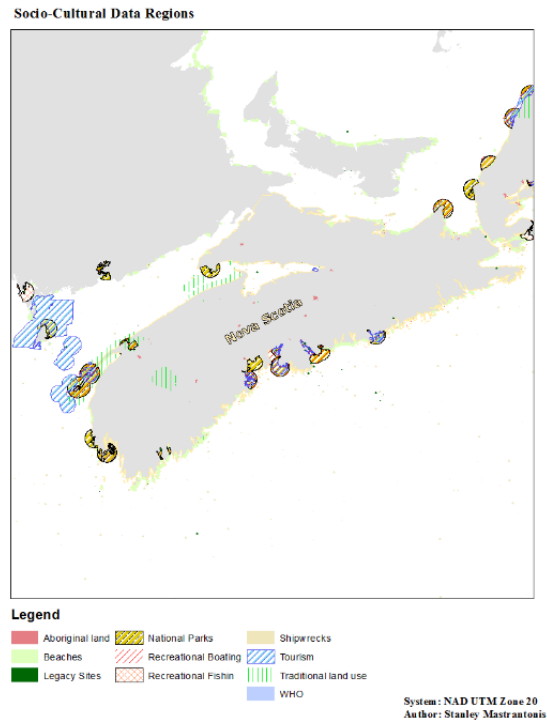 Socio-Cultural Data Regions
Nova Scotia
Legend
Aboriginal land
National Parks
Shipwrecks
Beaches
Recreational Boating
Tourism
Legacy Sites
Recreational Fishin
Traditional land use
WHO
System: NAD UTM Zone 20
Author: Stanley Mastrantonis